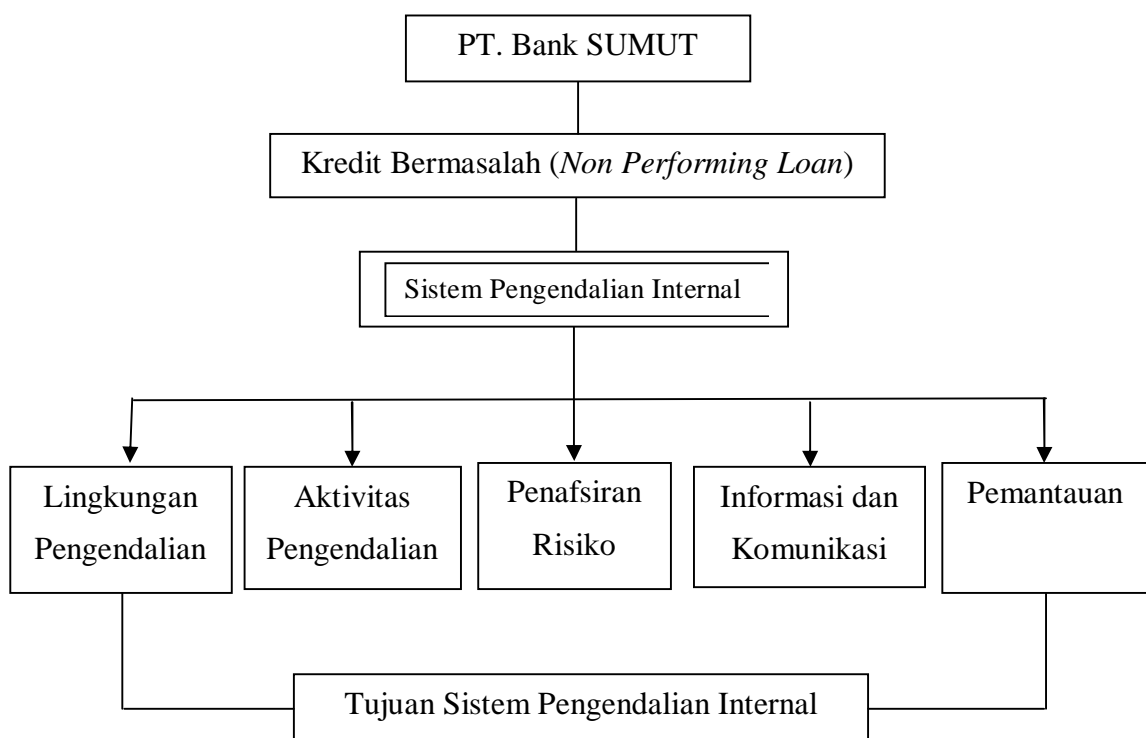 PT. Bank SUMUT
Kredit Bermasalah (Non Performing Loan)
Sistem Pengendalian Internal
Lingkungan
Pengendalian
Aktivitas
Pengendalian
Penafsiran
Risiko
Informasi dan
Komunikasi
Pemantauan
Tujuan Sistem Pengendalian Internal